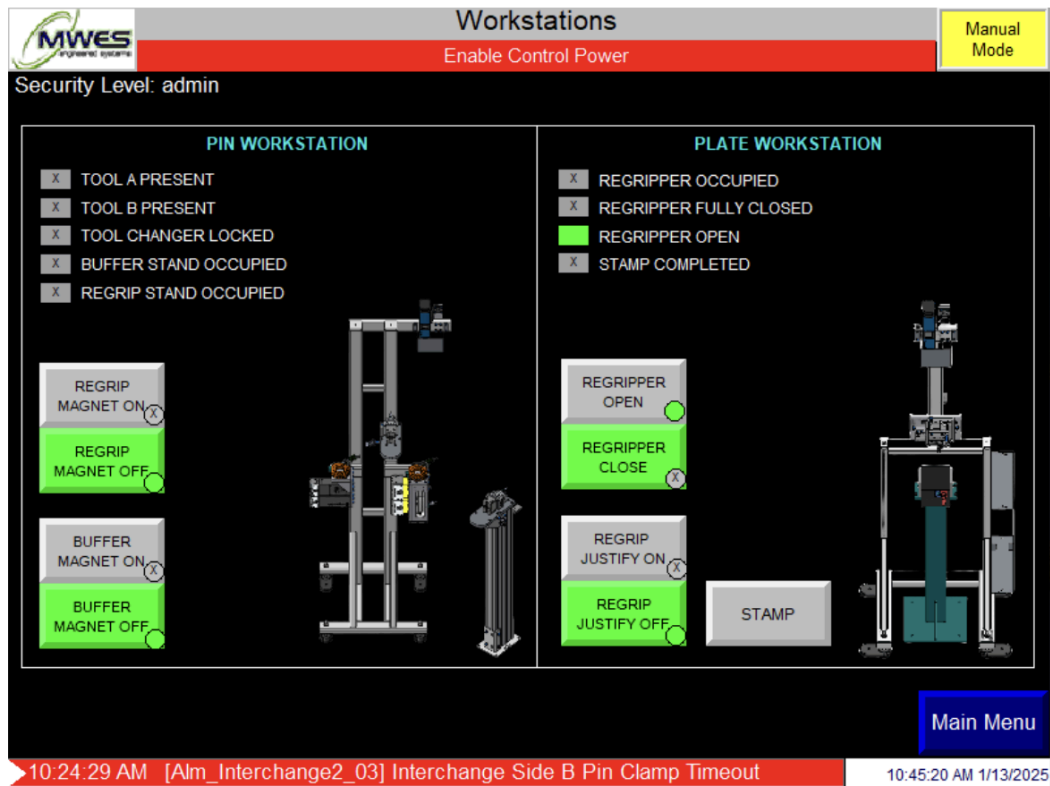 MWES
engineered systems
Workstations
Enable Control Power
Manual
Mode
Security Level: admin
PIN WORKSTATION
X TOOL A PRESENT
X TOOL B PRESENT
X TOOL CHANGER LOCKED
X BUFFER STAND OCCUPIED
X REGRIP STAND OCCUPIED
REGRIP
MAGNET ON
X
REGRIP
MAGNET OFF
BUFFER
MAGNET ON
X
BUFFER
MAGNET OFF
PLATE WORKSTATION
X REGRIPPER OCCUPIED
X REGRIPPER FULLY CLOSED
REGRIPPER OPEN
X STAMP COMPLETED
REGRIPPER
OPEN
REGRIPPER
CLOSE
X
REGRIP
JUSTIFY ON
X
REGRIP
JUSTIFY OFF
STAMP
Main Menu
10:24:29 AM [Alm_Interchange2_03] Interchange Side B Pin Clamp Timeout
10:45:20 AM 1/13/2025